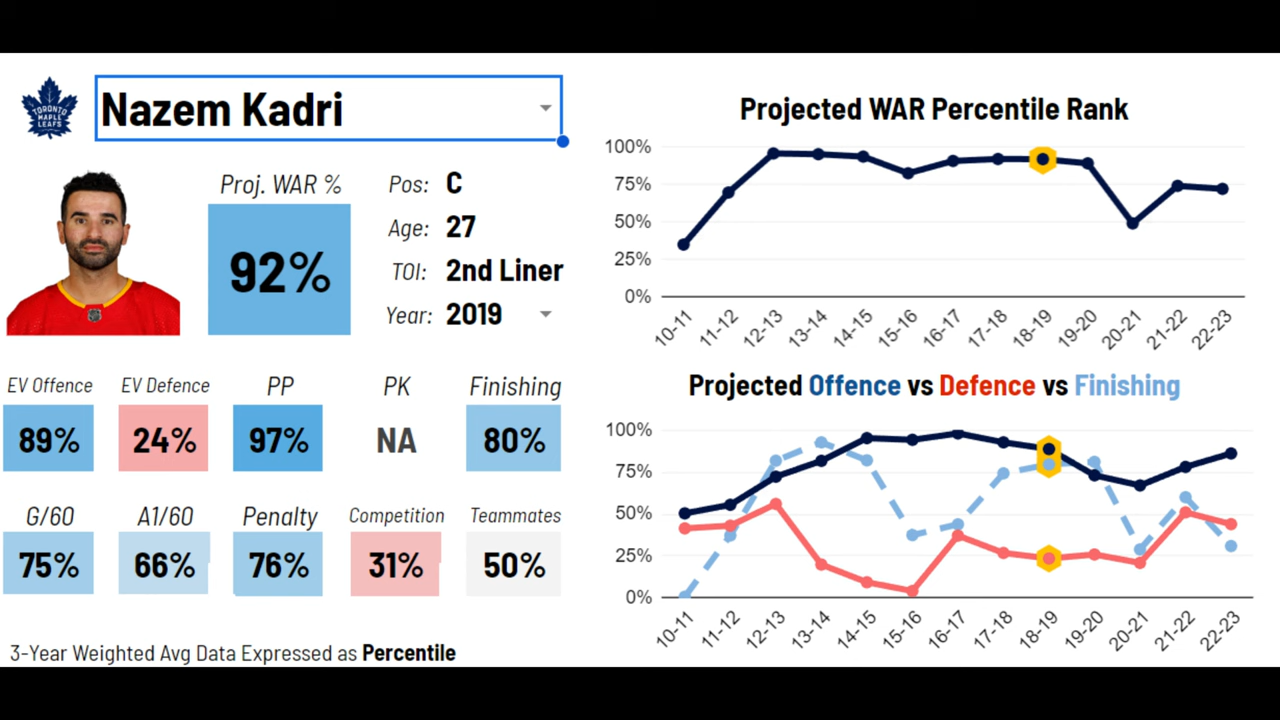 TORONTO
MAPLE
LEAFS
Nazem Kadri
Proj. WAR %
92%
Pos: C
Age: 27
TOI: 2nd Liner
Year: 2019
EV Offence EV Defence PP PK Finishing
89% 24% 97% NA 80%
G/60 A1/60 Penalty Competition Teammates
75% 66% 76% 31% 50%
3-Year Weighted Avg Data Expressed as Percentile
Projected WAR Percentile Rank
100%
75%
50%
25%
0%
10-11 11-12 12-13 13-14 14-15 15-16 16-17 17-18 18-19 19-20 20-21 21-22 22-23
Projected Offence vs Defence vs Finishing
100%
75%
50%
25%
0%
10-11 11-12 12-13 13-14 14-15 15-16 16-17 17-18 18-19 19-20 20-21 21-22 22-23